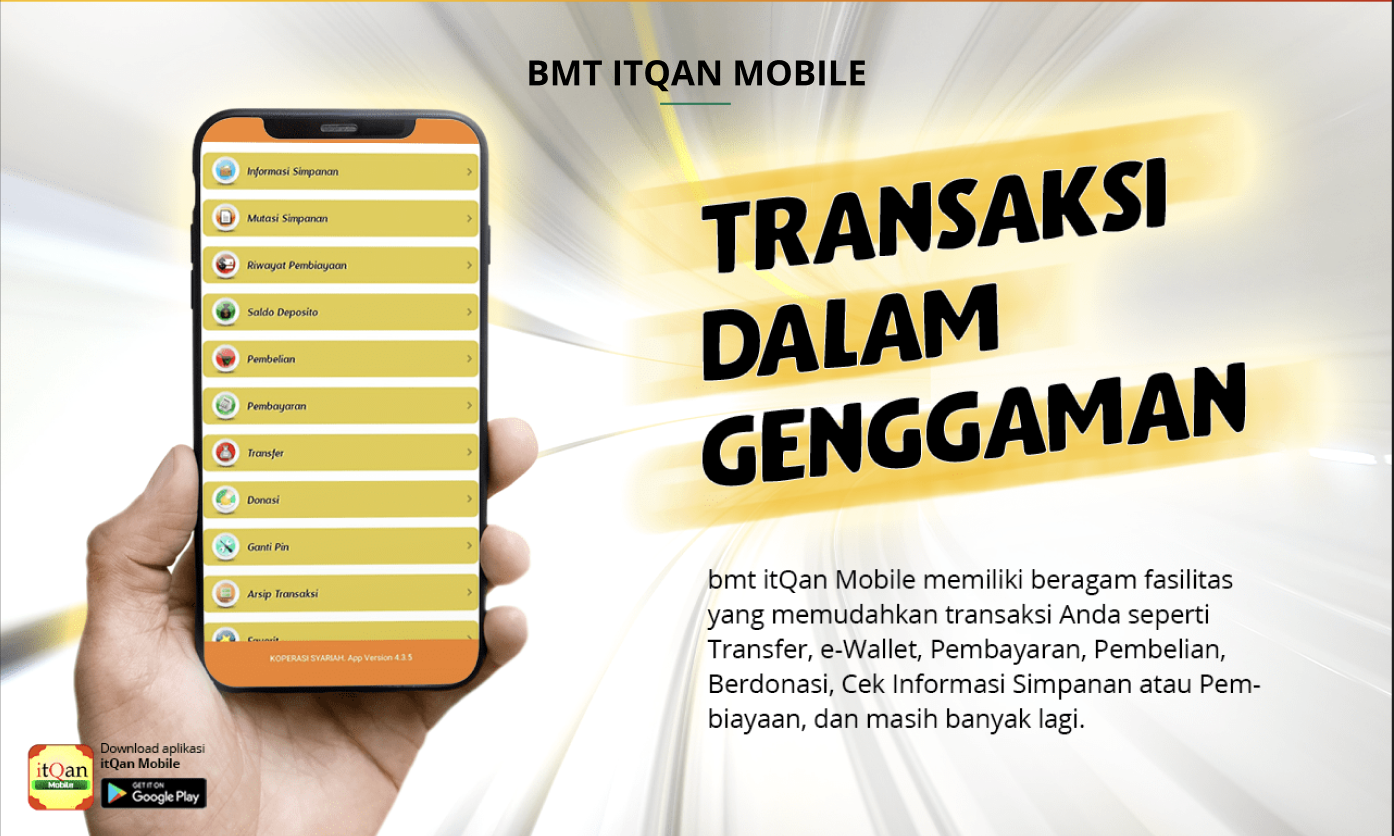 BMT ITQAN MOBILE
Informasi Simpanan
Mutasi Simpanan
Riwayat Pembiayaan
Saldo Deposito
Pembelian
Pembayaran
Transfer
Donasi
Ganti Pin
Arsip Transaksi
Favorit
KOPERASI SYARIAH. App Version 4.3.5
TRANSAKSI
DALAM
GENGGAMAN
bmt itQan Mobile memiliki beragam fasilitas
yang memudahkan transaksi Anda seperti
Transfer, e-Wallet, Pembayaran, Pembelian,
Berdonasi, Cek Informasi Simpanan atau Pem-
biayaan, dan masih banyak lagi.
itQan
Mobile
Download aplikasi
itQan Mobile
GET IT ON
Google Play